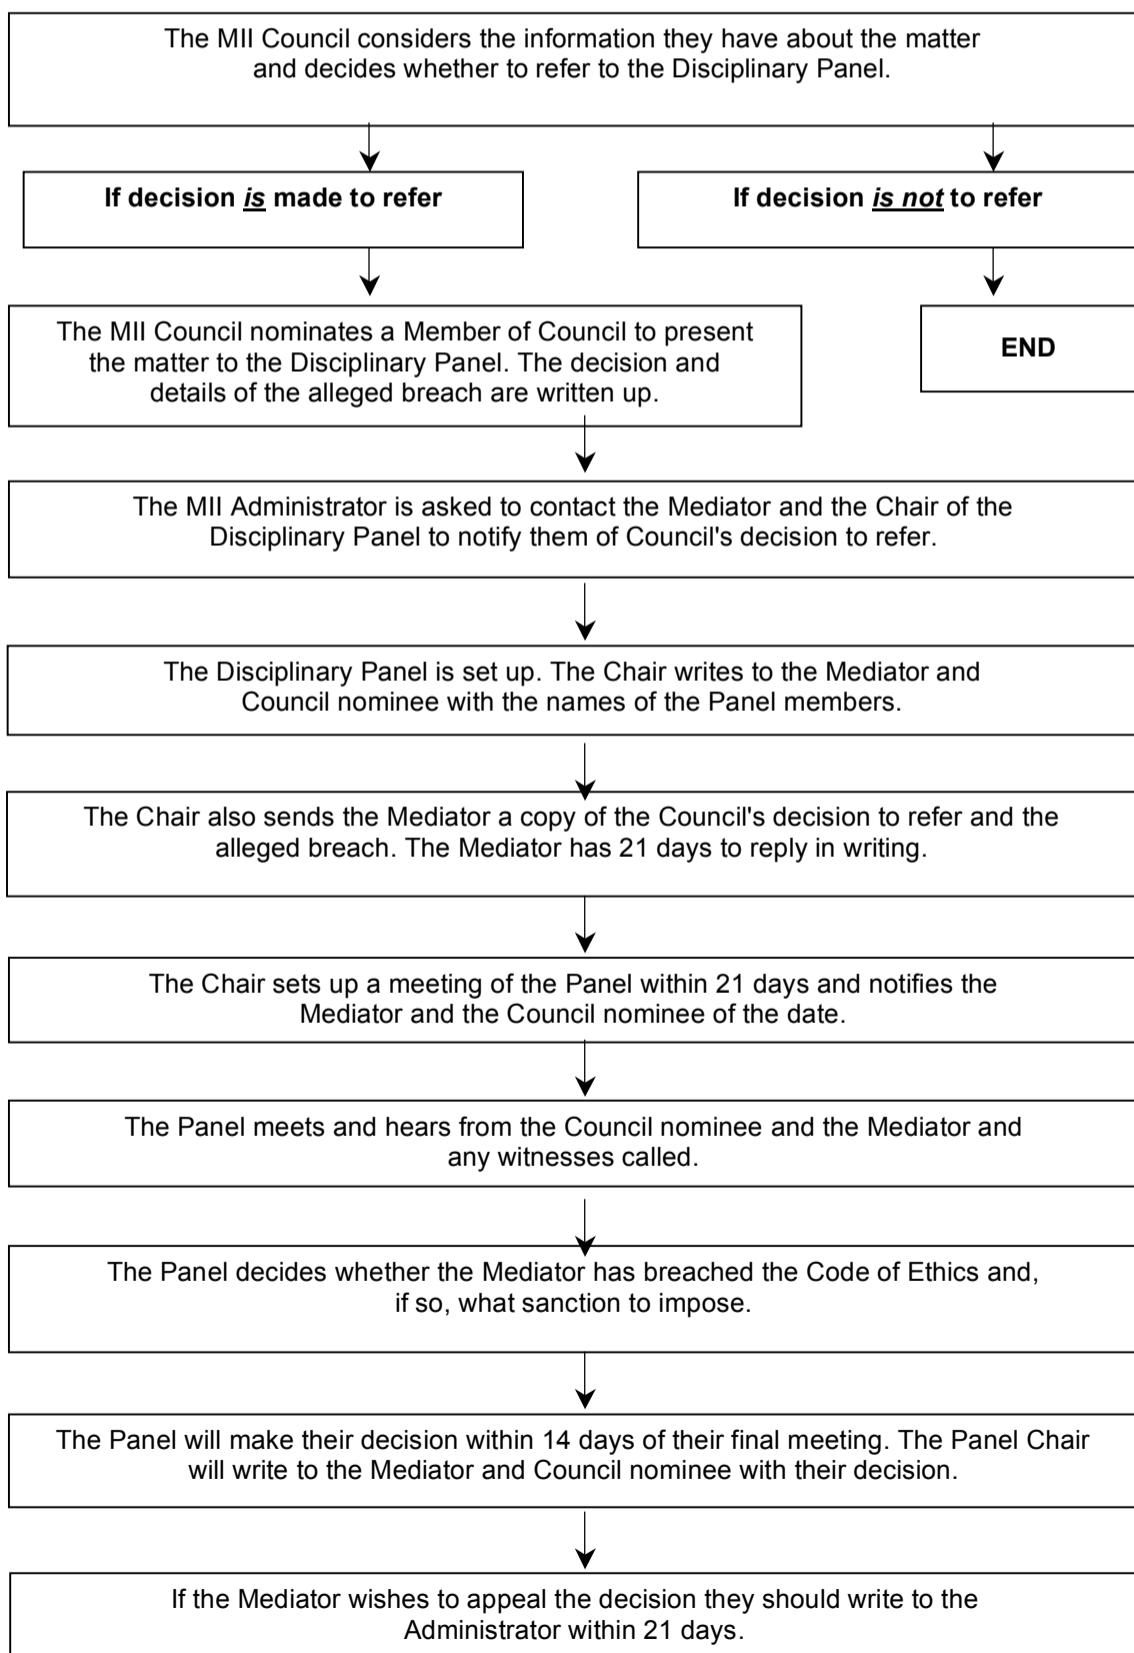 The MII Council considers the information they have about the matter
and decides whether to refer to the Disciplinary Panel.
If decision is made to refer
If decision is not to refer
The MII Council nominates a Member of Council to present
the matter to the Disciplinary Panel. The decision and
details of the alleged breach are written up.
END
The MII Administrator is asked to contact the Mediator and the Chair of the
Disciplinary Panel to notify them of Council's decision to refer.
The Disciplinary Panel is set up. The Chair writes to the Mediator and
Council nominee with the names of the Panel members.
The Chair also sends the Mediator a copy of the Council's decision to refer and the
alleged breach. The Mediator has 21 days to reply in writing.
The Chair sets up a meeting of the Panel within 21 days and notifies the
Mediator and the Council nominee of the date.
The Panel meets and hears from the Council nominee and the Mediator and
any witnesses called.
The Panel decides whether the Mediator has breached the Code of Ethics and,
if so, what sanction to impose.
The Panel will make their decision within 14 days of their final meeting. The Panel Chair
will write to the Mediator and Council nominee with their decision.
If the Mediator wishes to appeal the decision they should write to the
Administrator within 21 days.